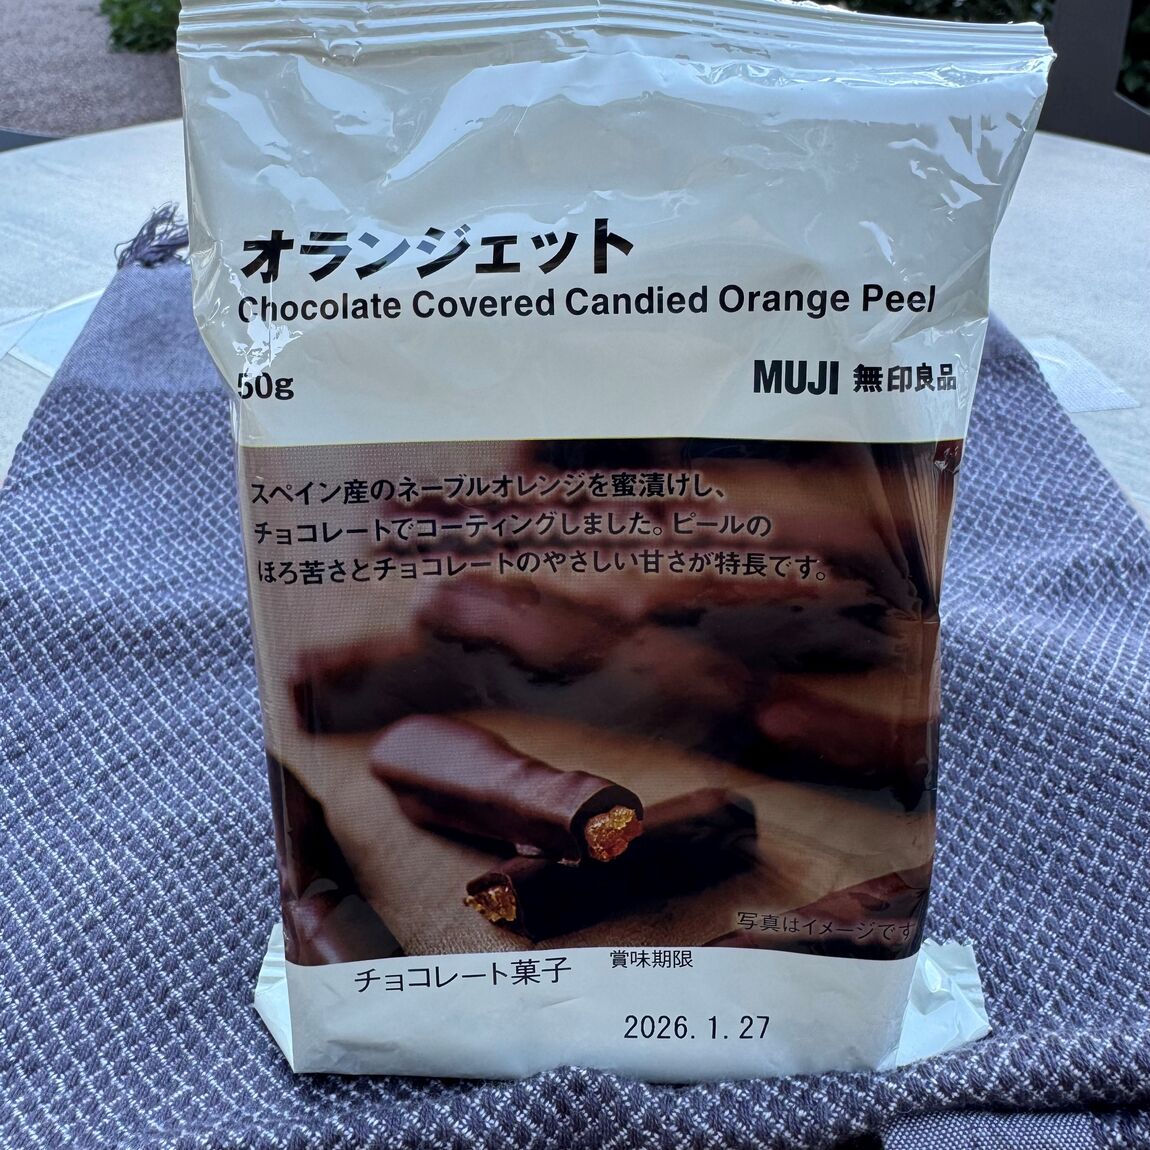 オランジェット
Chocolate Covered Candied Orange Peel
50g
MUJI 無印良品
スペイン産のネーブルオレンジを蜜漬けし、
チョコレートでコーティングしました。ピールの
ほろ苦さとチョコレートのやさしい甘さが特長です。
写真はイメージです
チョコレート菓子
賞味期限
2026.1.27